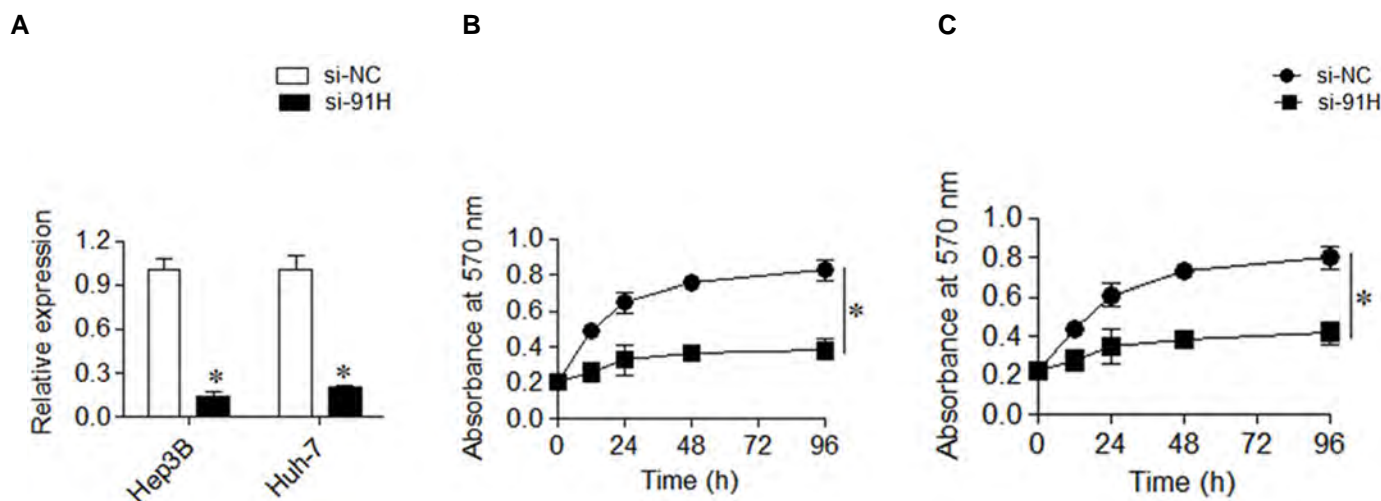 A
si-NC
si-91H
Relative expression
1.2
0.9
0.6
0.3
0.0
*
*
Hep3B
Huh-7
B
Absorbance at 570 nm
1.0
0.8
0.6
0.4
0.2
0.0
*
0
24
48
72
96
Time (h)
C
si-NC
si-91H
Absorbance at 570 nm
1.0
0.8
0.6
0.4
0.2
0.0
*
0
24
48
72
96
Time (h)